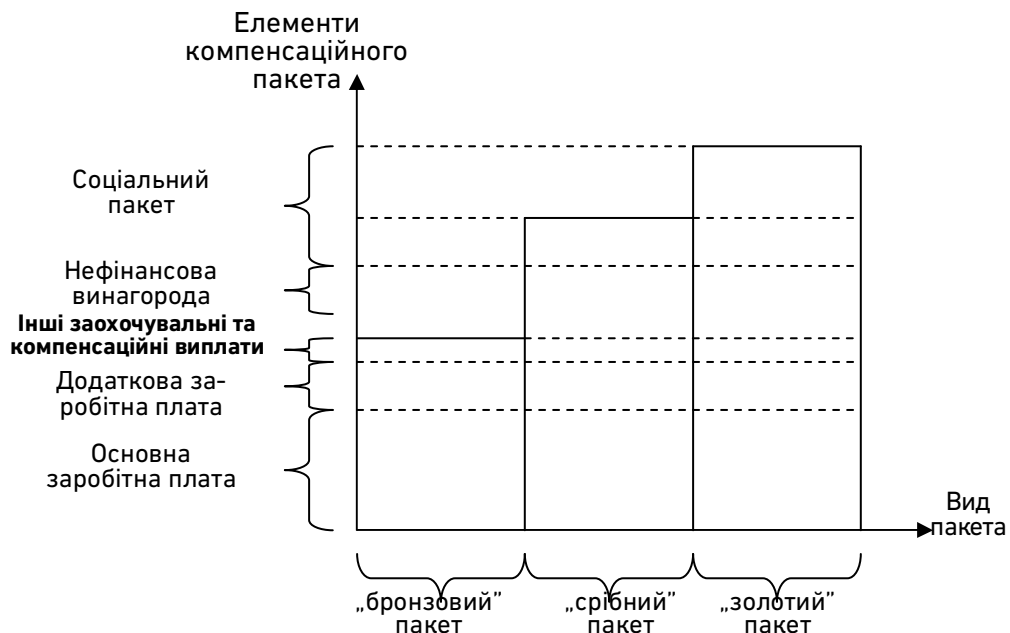 Елементи
компенсаційного
пакета
Соціальний
пакет
Нефінансова
винагорода
Інші заохочувальні та
компенсаційні виплати
Додаткова за-
робітна плата
Основна
заробітна плата
Вид
пакета
„бронзовий”
пакет
„срібний”
пакет
„золотий”
пакет